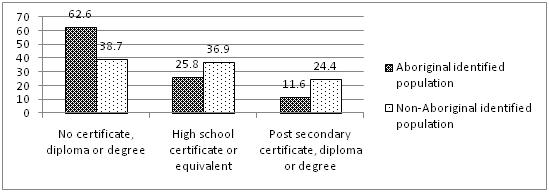 70
60
50
40
30
20
10
0
62.6
38.7
25.8
36.9
11.6
24.4
No certificate,
diploma or degree
High school
certificate or
equivalent
Post secondary
certificate, diploma
or degree
Aboriginal identified
population
Non-Aboriginal identified
population